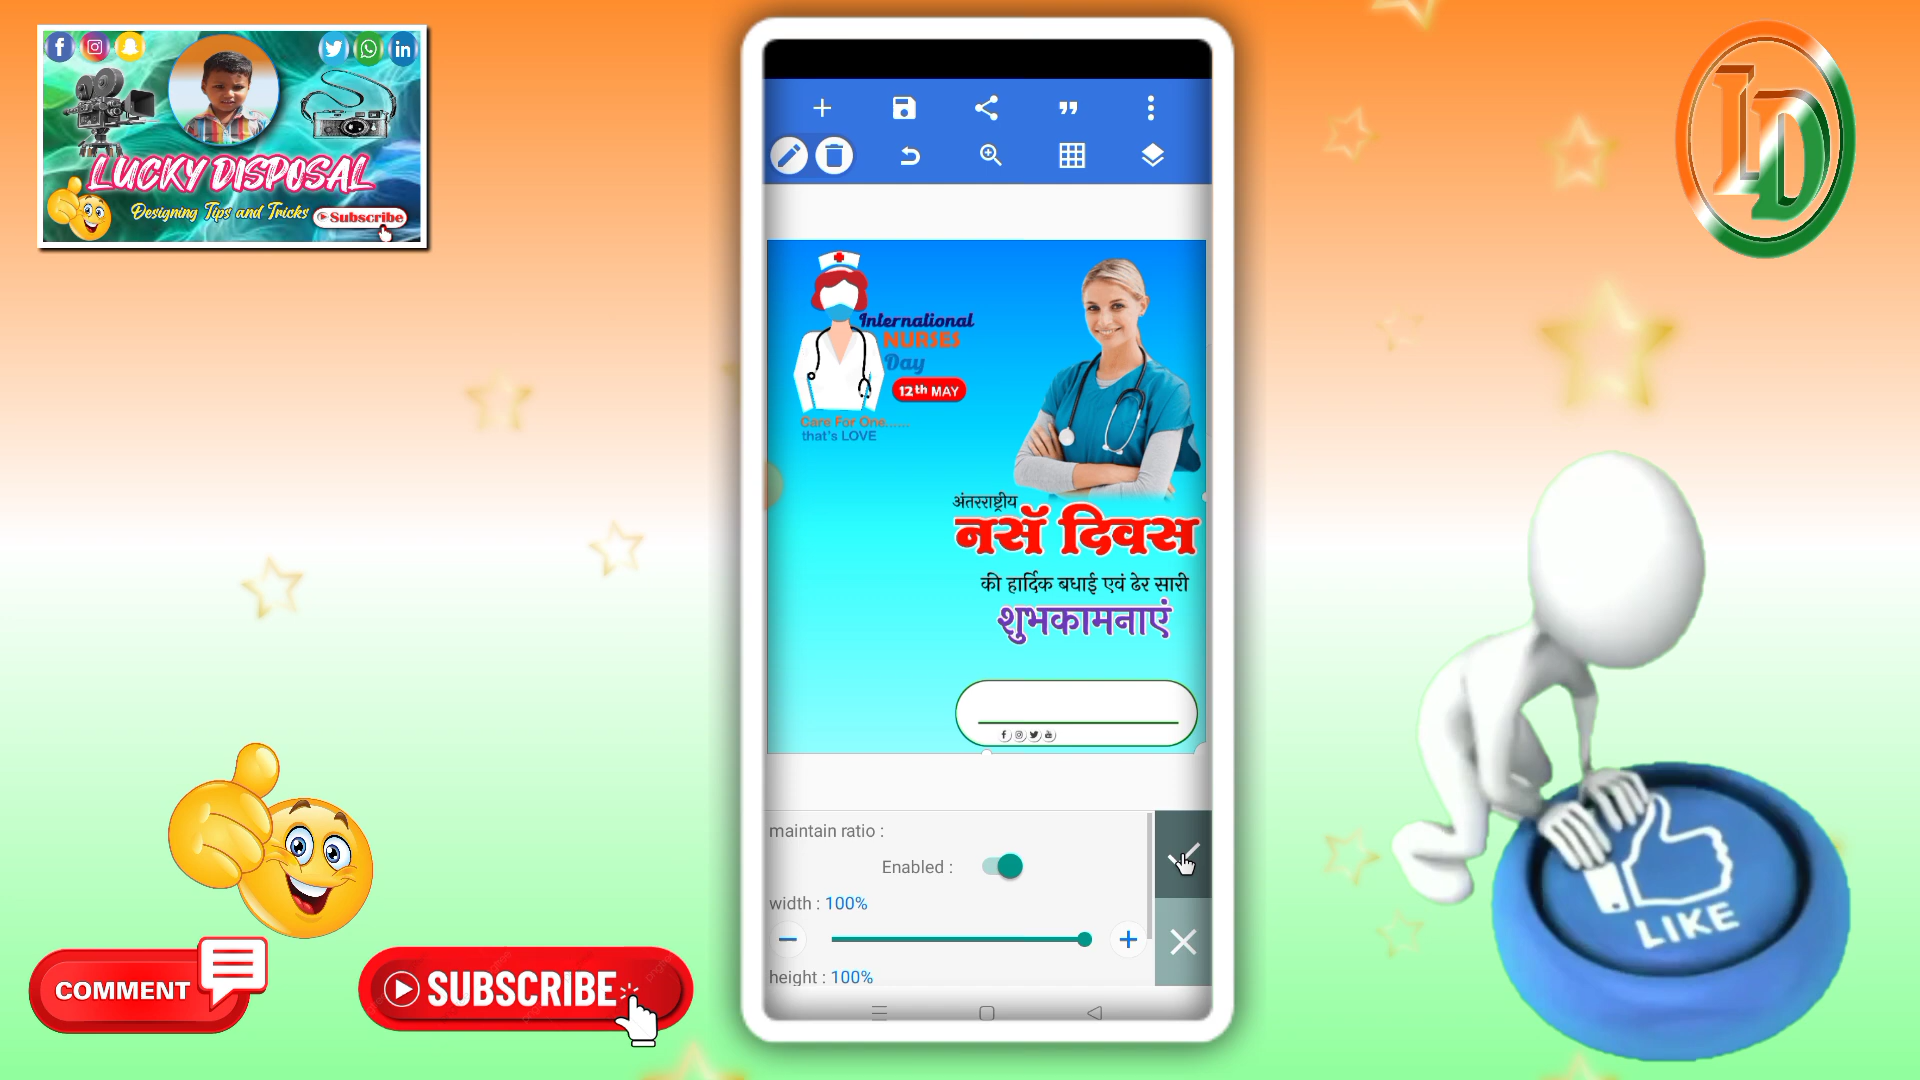 LUCKY DISPOSAL
Designing Tips and Tricks
Subscribe
LD
International
NURSES
Day
12th MAY
Care For One......
that's LOVE
अंतरराष्ट्रीय
नर्सॅ दिवस
की हार्दिक बधाई एवं ढेर सारी
शुभकामनाएं
maintain ratio :
Enabled :
width : 100%
height : 100%
COMMENT
SUBSCRIBE
LIKE